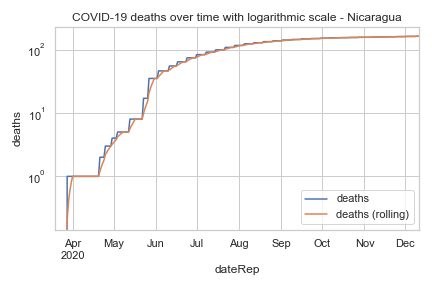 COVID-19 deaths over time with logarithmic scale - Nicaragua
deaths
10²
10¹
10⁰
deaths
deaths (rolling)
Apr May Jun Jul Aug Sep Oct Nov Dec
2020
dateRep